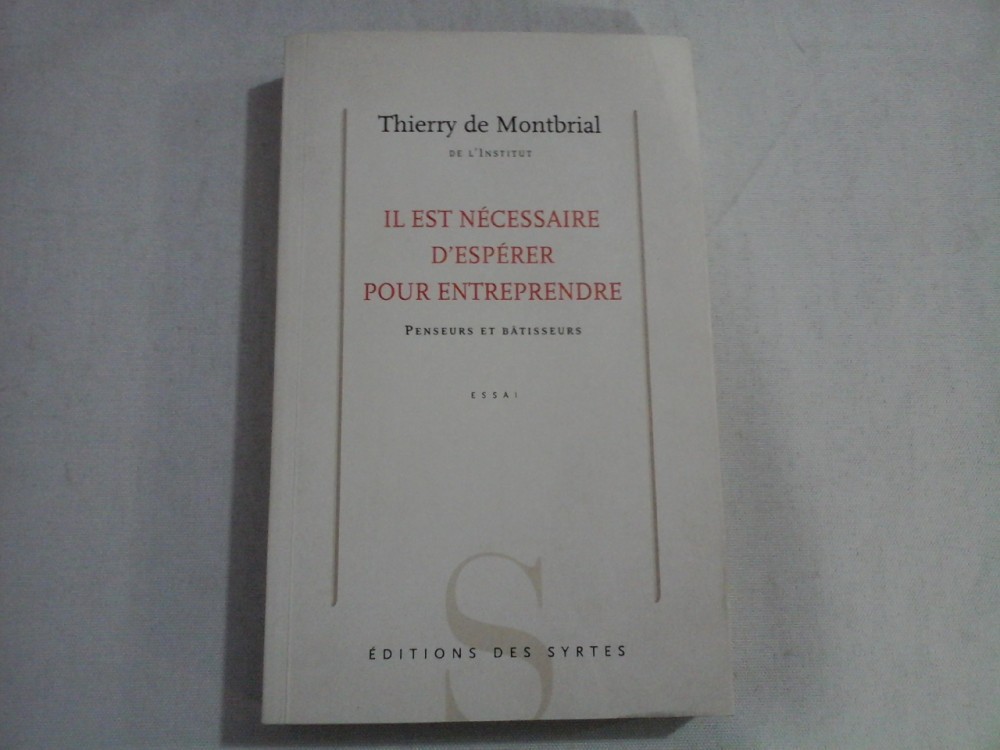 Thierry de Montbrial
DE L'INSTITUT
IL EST NÉCESSAIRE
D'ESPÉRER
POUR ENTREPRENDRE
PENSEURS ET BÂTISSEURS
ESSAI
S
ÉDITIONS DES SYRTES